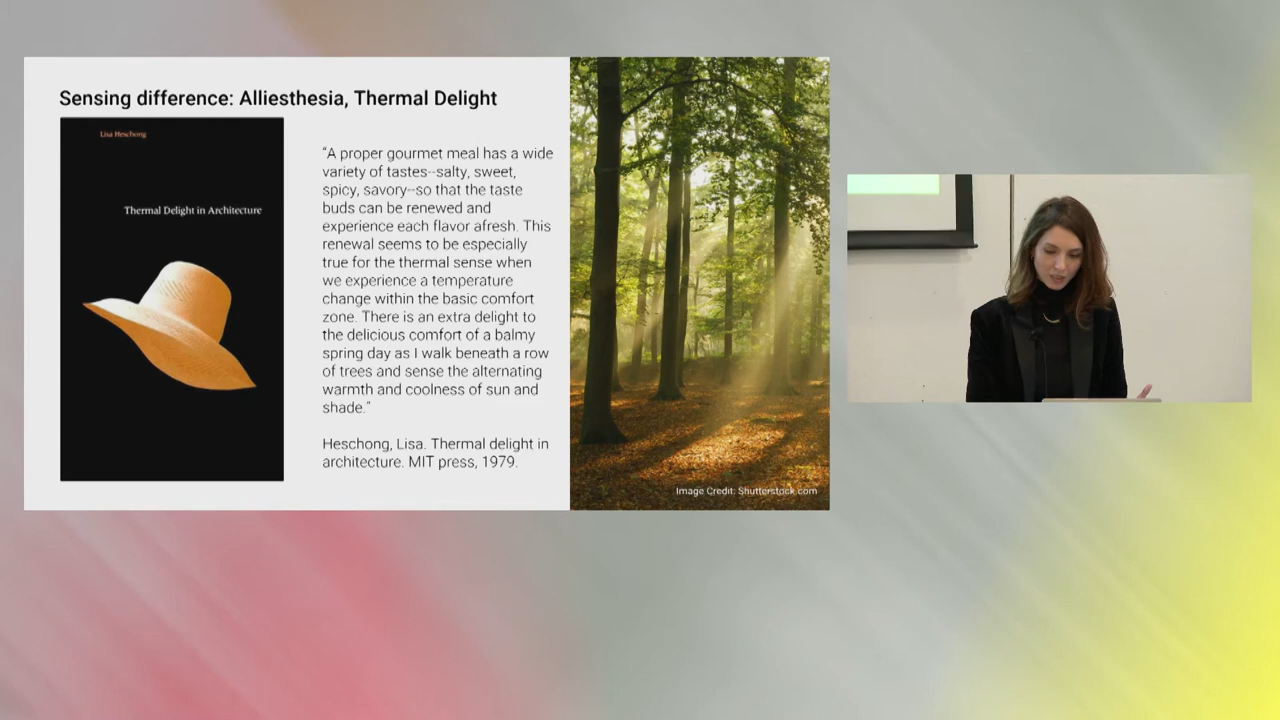 Sensing difference: Alliesthesia, Thermal Delight
Lisa Heschong
Thermal Delight in Architecture
“A proper gourmet meal has a wide
variety of tastes--salty, sweet,
spicy, savory--so that the taste
buds can be renewed and
experience each flavor afresh. This
renewal seems to be especially
true for the thermal sense when
we experience a temperature
change within the basic comfort
zone. There is an extra delight to
the delicious comfort of a balmy
spring day as I walk beneath a row
of trees and sense the alternating
warmth and coolness of sun and
shade.”
Heschong, Lisa. Thermal delight in
architecture. MIT press, 1979.
Image Credit: Shutterstock.com